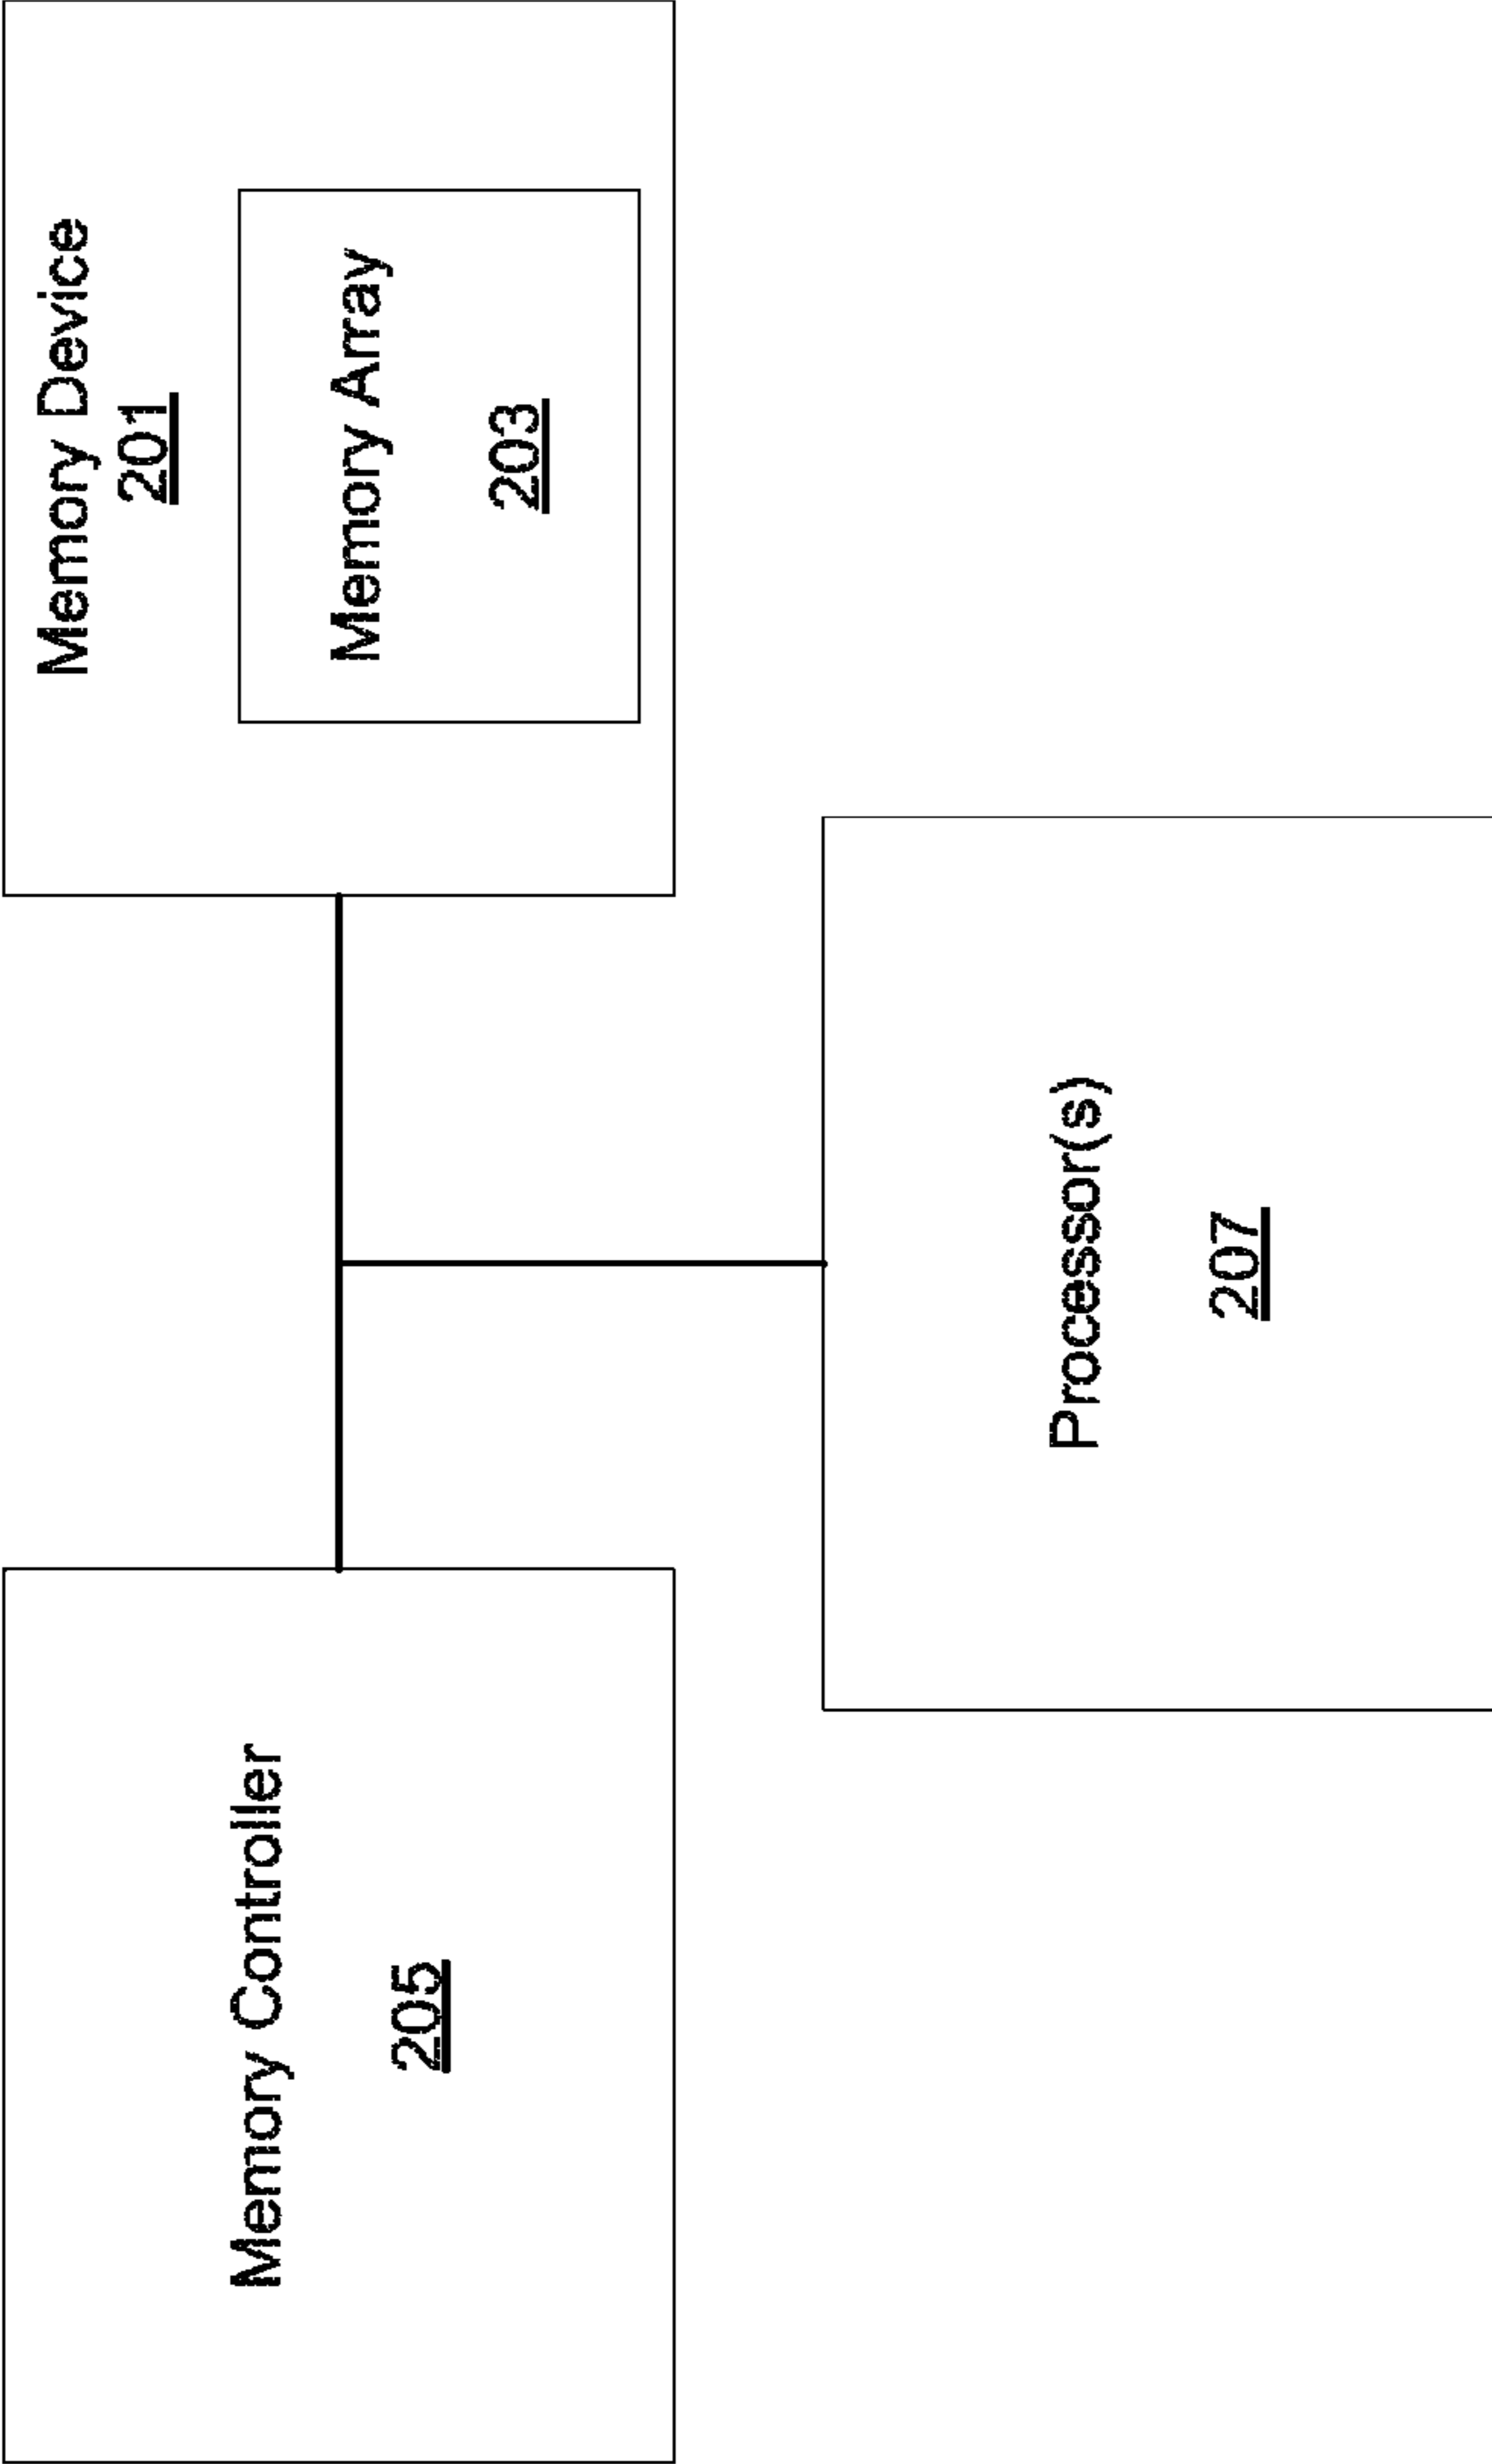 Memory Controller
205
Memory Device
201
Memory Array
203
Processor(s)
207